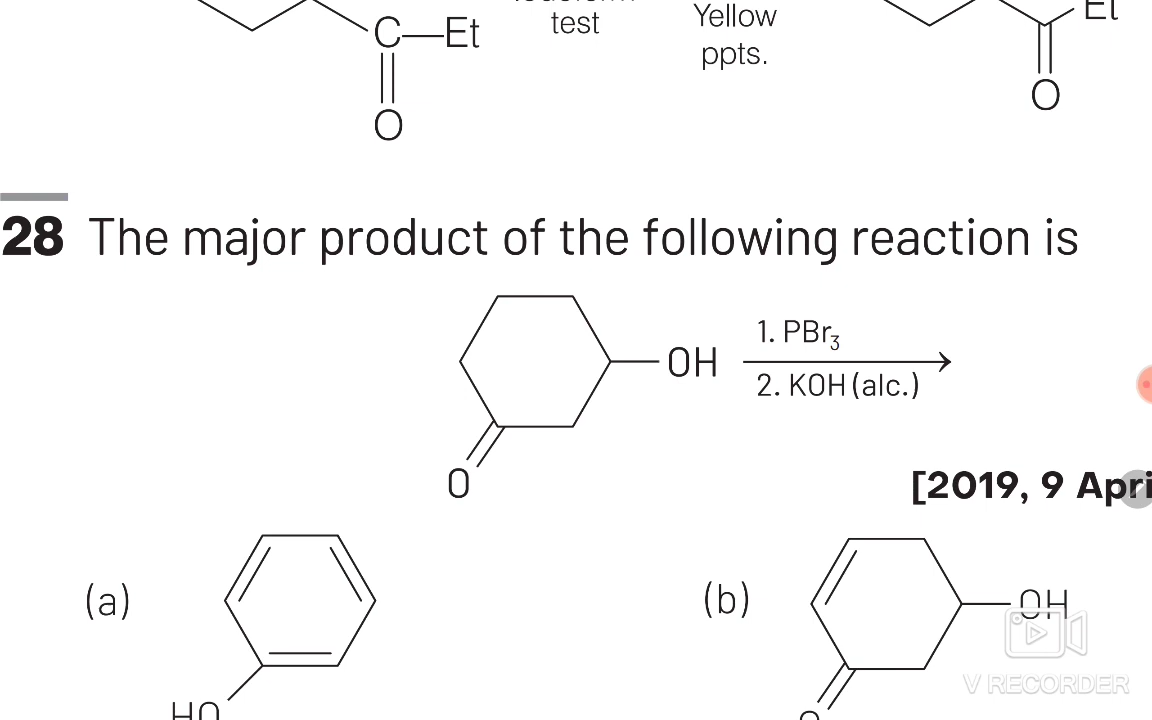 Et
C—Et
O
test
Yellow
ppts.
O
28 The major product of the following reaction is
OH
1. PBr₃
2. KOH (alc.)
O
[2019, 9 Apri
(a)
HO
(b)
OH
V RECORDER